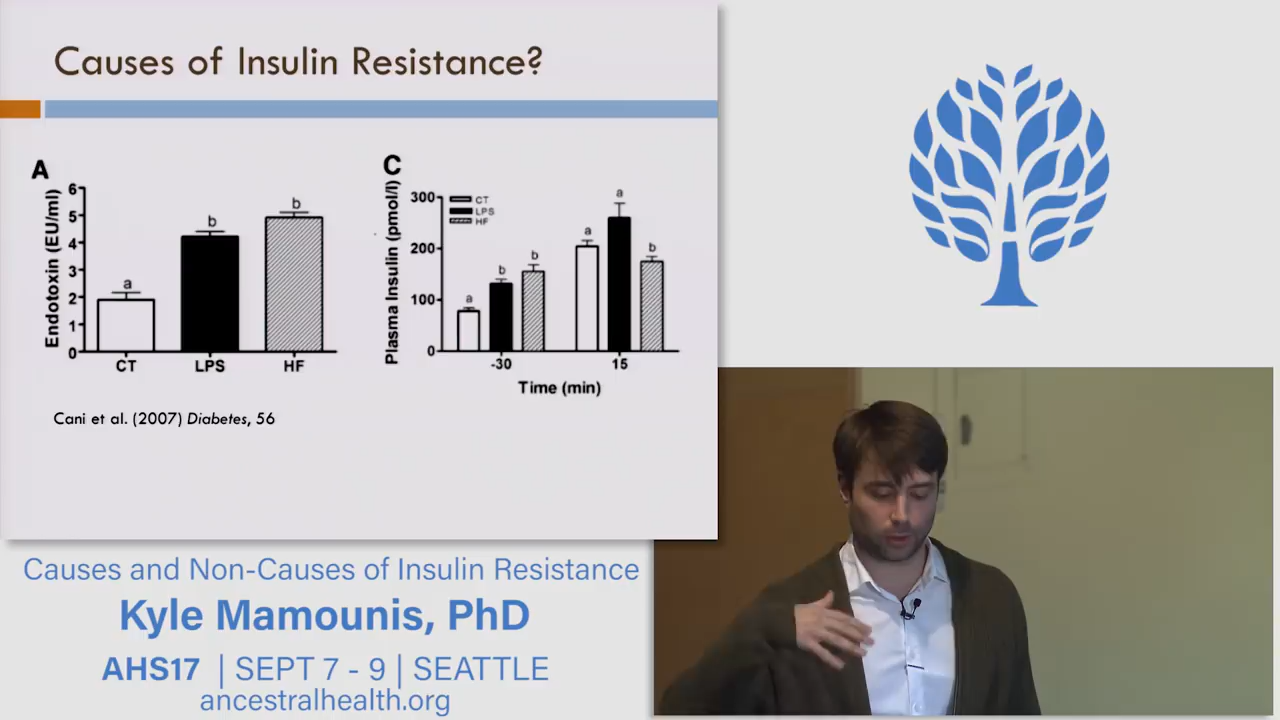 Causes of Insulin Resistance?
A
Endotoxin (EU/ml)
6
5
4
3
2
1
0
a
b
b
CT
LPS
HF
C
Plasma Insulin (pmol/l)
300
200
100
0
CT
LPS
HF
a
b
b
a
a
b
-30
15
Time (min)
Cani et al. (2007) Diabetes, 56
Causes and Non-Causes of Insulin Resistance
Kyle Mamounis, PhD
AHS17 | SEPT 7 - 9 | SEATTLE
ancestralhealth.org